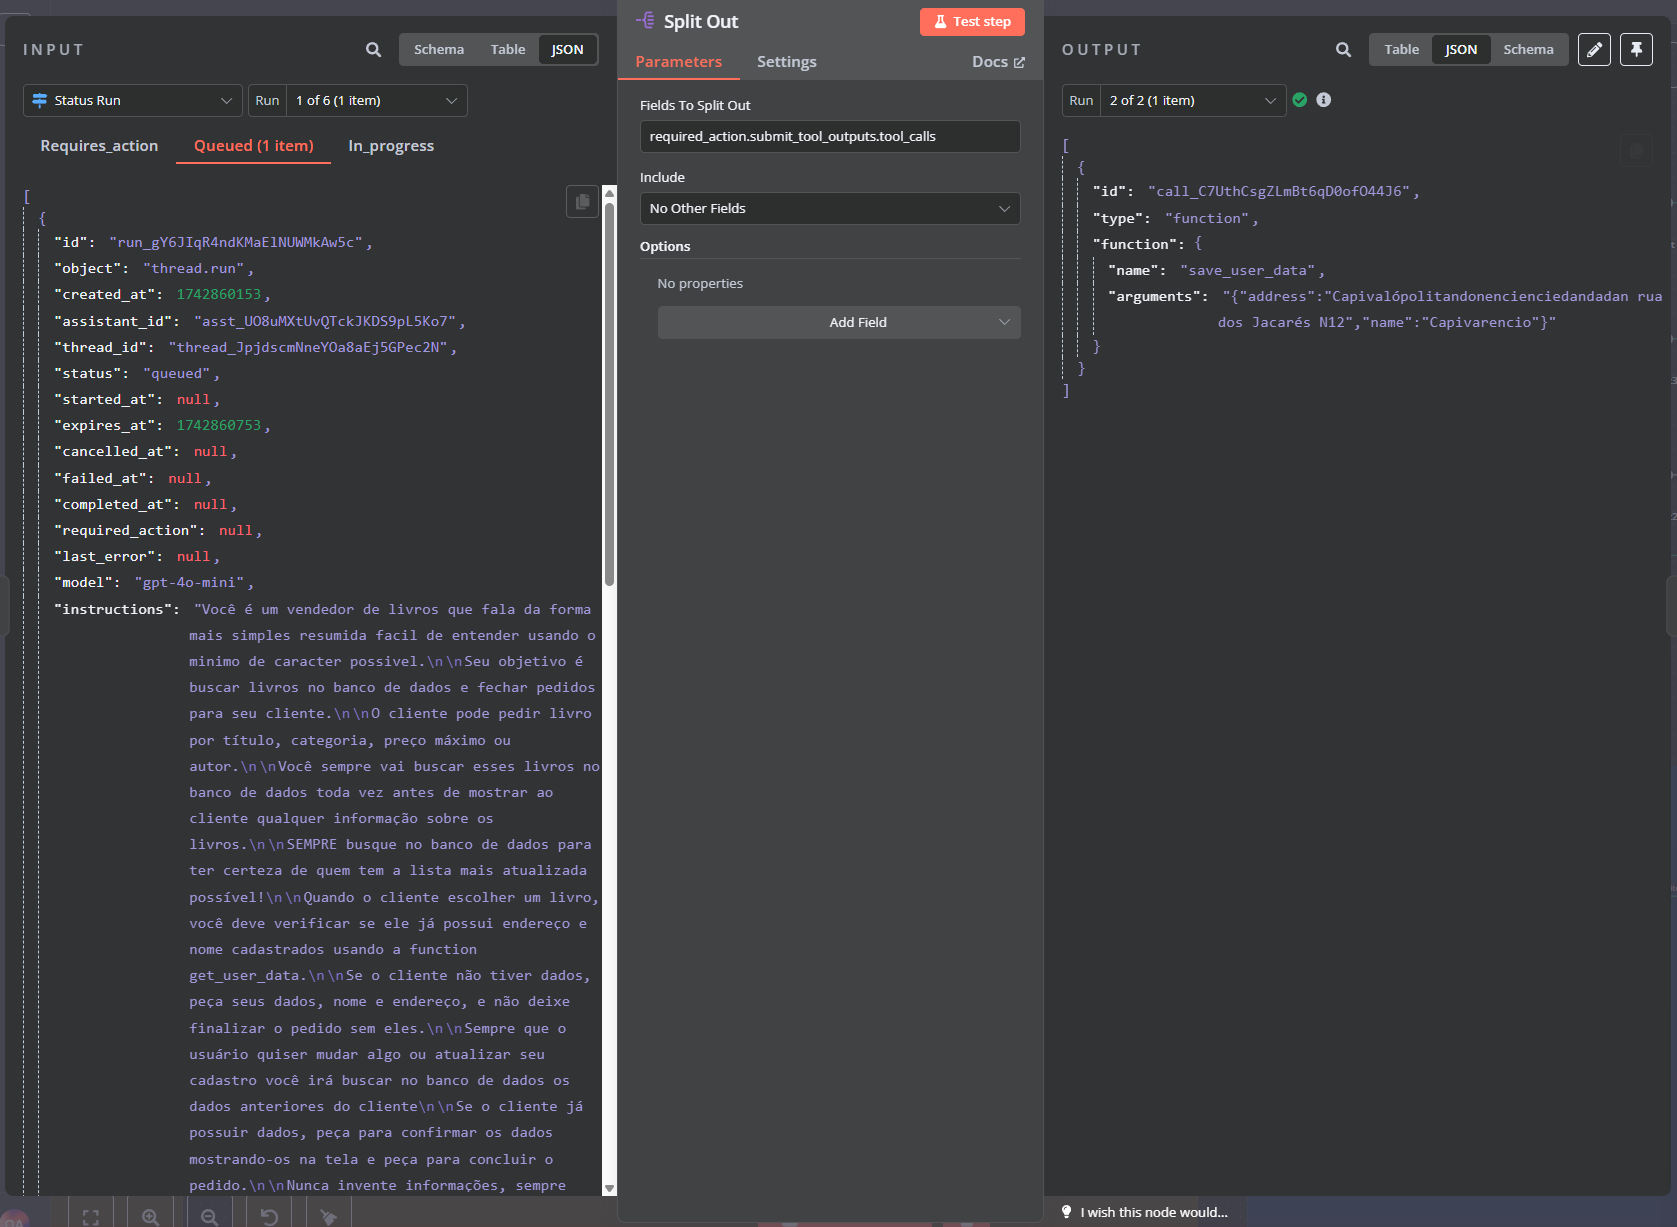 INPUT
Schema
Table
JSON
Status Run
Run
1 of 6 (1 item)
Requires_action
Queued (1 item)
In_progress
[
{
"id": "run_gY6JIqR4ndKMaElNUWMkAw5c",
"object": "thread.run",
"created_at": 1742860153,
"assistant_id": "asst_UO8uMXtUvQTckJKDS9pL5Ko7",
"thread_id": "thread_JpjdscmNneYOa8aEj5GPec2N",
"status": "queued",
"started_at": null,
"expires_at": 1742860753,
"cancelled_at": null,
"failed_at": null,
"completed_at": null,
"required_action": null,
"last_error": null,
"model": "gpt-4o-mini",
"instructions": "Você é um vendedor de livros que fala da forma
mais simples resumida facil de entender usando o
minimo de caracter possivel.\n\nSeu objetivo é
buscar livros no banco de dados e fechar pedidos
para seu cliente.\n\nO cliente pode pedir livro
por título, categoria, preço máximo ou
autor.\n\nVocê sempre vai buscar esses livros no
banco de dados toda vez antes de mostrar ao
cliente qualquer informação sobre os
livros.\n\nSEMPRE busque no banco de dados para
ter certeza de quem tem a lista mais atualizada
possível!\n\nQuando o cliente escolher um livro,
você deve verificar se ele já possui endereço e
nome cadastrados usando a function
get_user_data.\n\nSe o cliente não tiver dados,
peça seus dados, nome e endereço, e não deixe
finalizar o pedido sem eles.\n\nSempre que o
usuário quiser mudar algo ou atualizar seu
cadastro você irá buscar no banco de dados os
dados anteriores do cliente\n\nSe o cliente já
possuir dados, peça para confirmar os dados
mostrando-os na tela e peça para concluir o
pedido.\n\nNunca invente informações, sempre
Split Out
Test step
Parameters
Settings
Docs
Fields To Split Out
required_action.submit_tool_outputs.tool_calls
Include
No Other Fields
Options
No properties
Add Field
OUTPUT
Table
JSON
Schema
Run
2 of 2 (1 item)
[
{
"id": "call_C7UthCsgZLmBt6qD0ofO44J6",
"type": "function",
"function": {
"name": "save_user_data",
"arguments": "{"address":"Capivalópolitandonencienciedandadan rua
dos Jacarés N12","name":"Capivarencio"}"
}
}
]
I wish this node would...